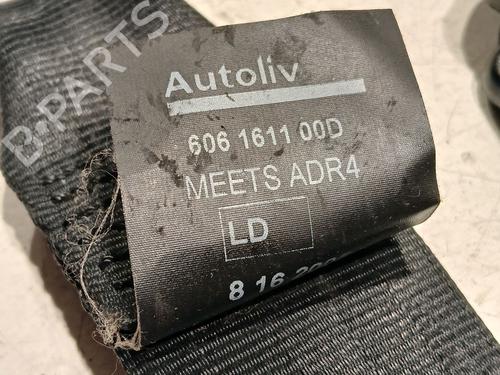 B-PARTS
Autoliv
606 1611 00D
MEETS ADR4
LD
8 16